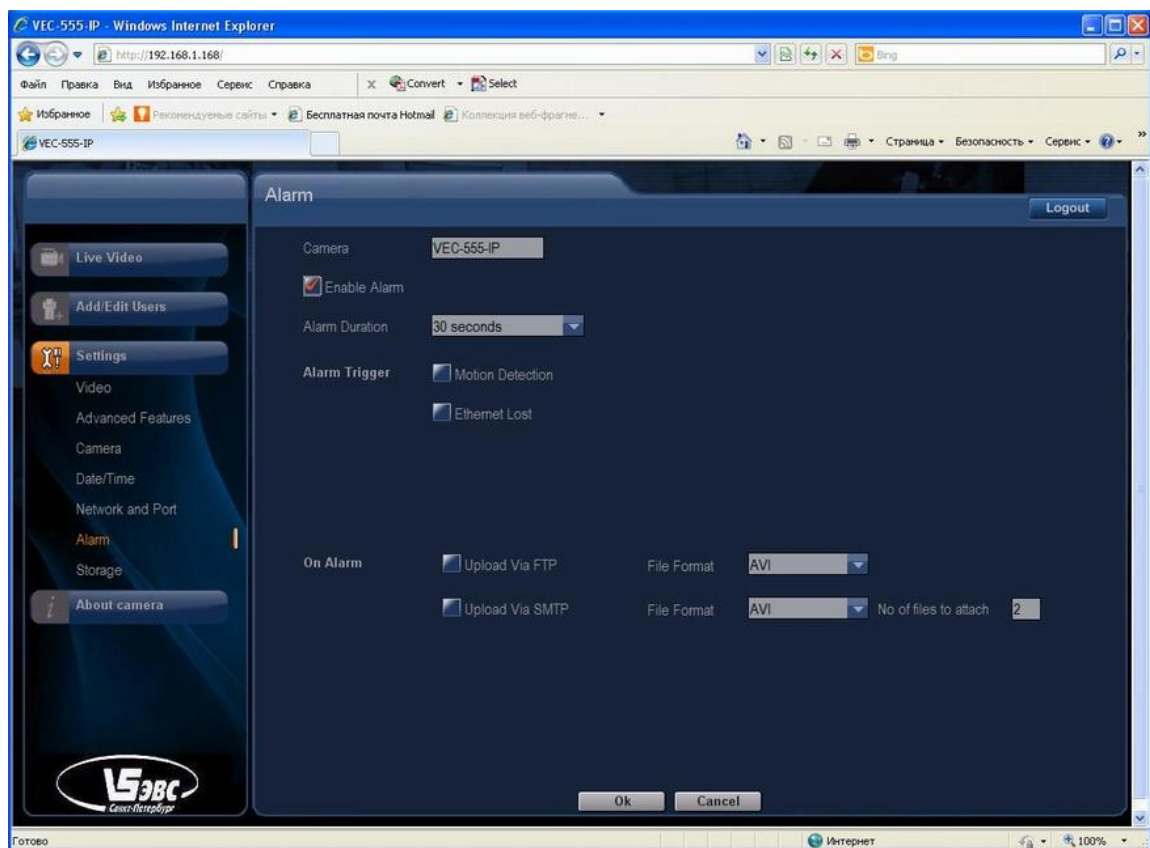 VEC-555-IP - Windows Internet Explorer
http://192.168.1.168/
Bing
Файл Правка Вид Избранное Сервис Справка x Convert Select
Избранное Рекомендуемые сайты Бесплатная почта Hotmail Коллекция веб-фрагме...
VEC-555-IP Страница Безопасность Сервис »
Alarm
Logout
Live Video
Add/Edit Users
Settings
Video
Advanced Features
Camera
Date/Time
Network and Port
Alarm
Storage
About camera
Camera VEC-555-IP
Enable Alarm
Alarm Duration 30 seconds
Alarm Trigger Motion Detection
Ethernet Lost
On Alarm Upload Via FTP File Format AVI
Upload Via SMTP File Format AVI No of files to attach 2
ЭВС
Санкт-Петербург
Ok Cancel
Готово Интернет 100%